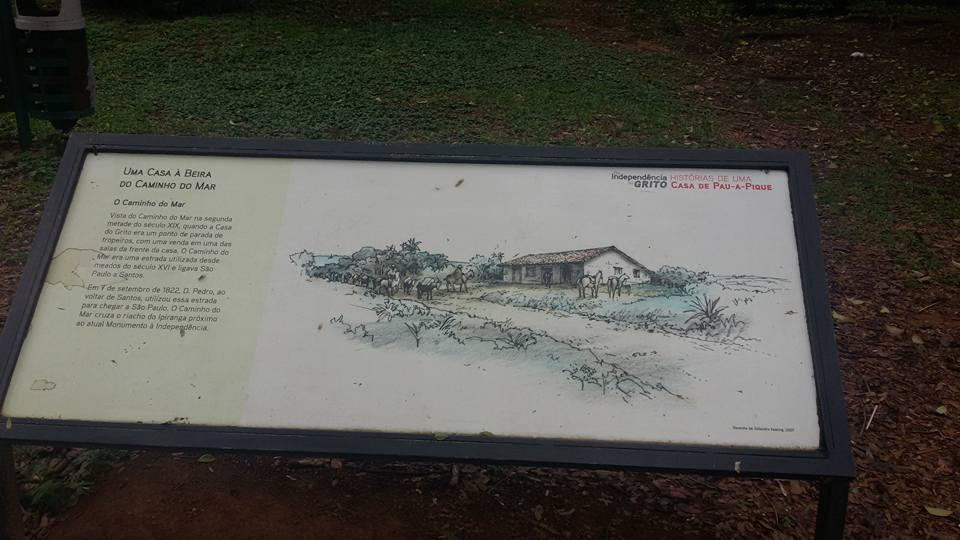 UMA CASA À BEIRA
DO CAMINHO DO MAR
O Caminho do Mar
Vista do Caminho do Mar na segunda
metade do século XIX, quando a Casa
do Grito era um ponto de parada de
tropeiros, com uma venda em uma das
salas da frente da casa. O Caminho do
Mar era uma estrada utilizada desde
meados do século XVI e ligava São
Paulo a Santos.
Em 7 de setembro de 1822, D. Pedro, ao
voltar de Santos, utilizou essa estrada
para chegar a São Paulo. O Caminho do
Mar cruza o riacho do Ipiranga próximo
ao atual Monumento à Independência.
Independência
GRITO
HISTÓRIAS DE UMA
CASA DE PAU-A-PIQUE